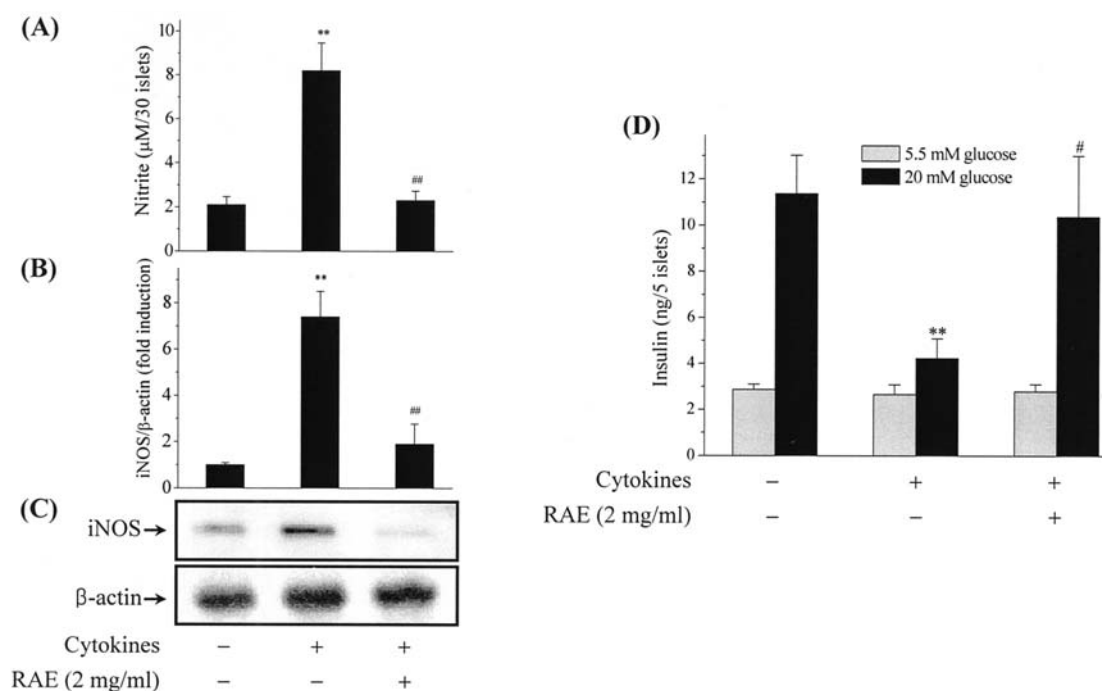 (A)
Nitrite (μM/30 islets)
10
8
6
4
2
0
**
##
(B)
iNOS/β-actin (fold induction)
8
6
4
2
0
**
##
(C)
iNOS→
β-actin→
Cytokines − + +
RAE (2 mg/ml) − − +
(D)
Insulin (ng/5 islets)
12
10
8
6
4
2
0
5.5 mM glucose
20 mM glucose
**
#
Cytokines − + +
RAE (2 mg/ml) − − +